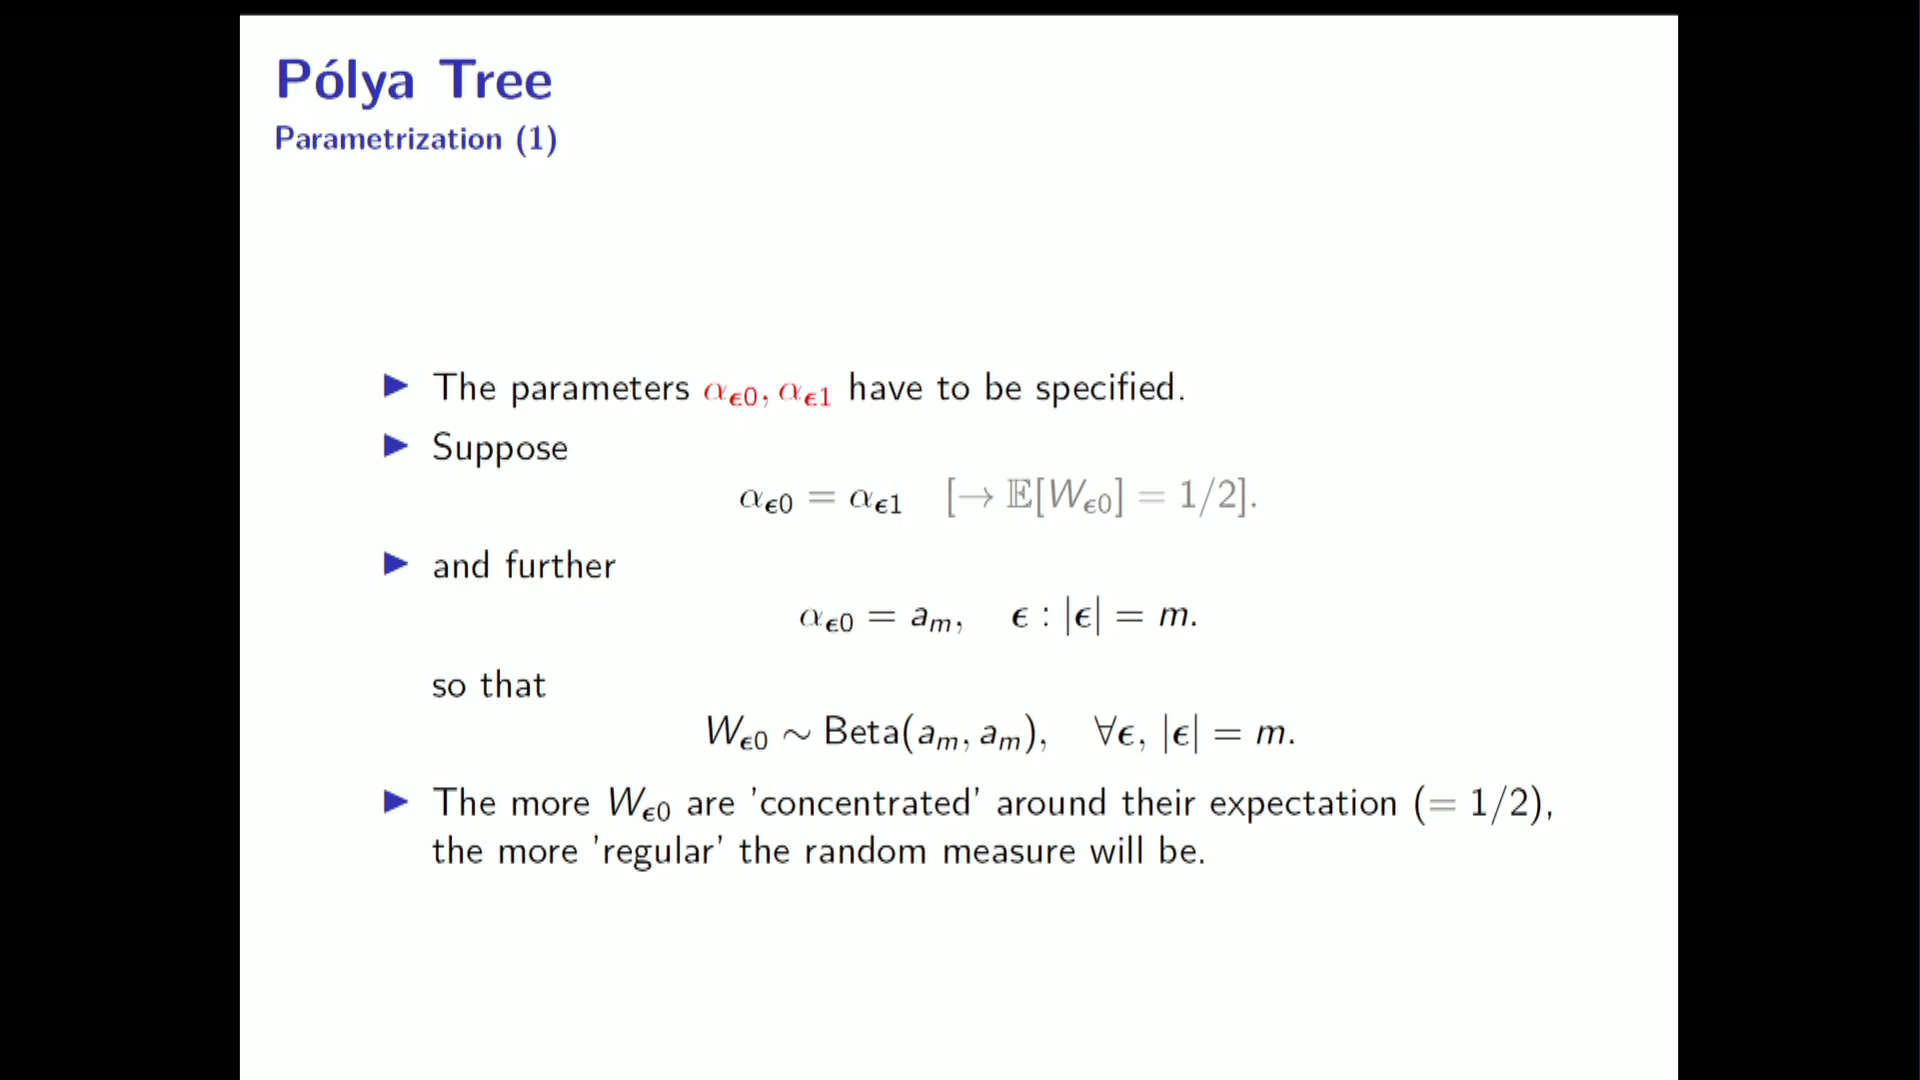 Pólya Tree
Parametrization (1)
▶ The parameters α_{ϵ0}, α_{ϵ1} have to be specified.
▶ Suppose
α_{ϵ0} = α_{ϵ1} [→ 𝔼[W_{ϵ0}] = 1/2].
▶ and further
α_{ϵ0} = a_m, ϵ : |ϵ| = m.
so that
W_{ϵ0} ∼ Beta(a_m, a_m), ∀ϵ, |ϵ| = m.
▶ The more W_{ϵ0} are 'concentrated' around their expectation (= 1/2),
the more 'regular' the random measure will be.